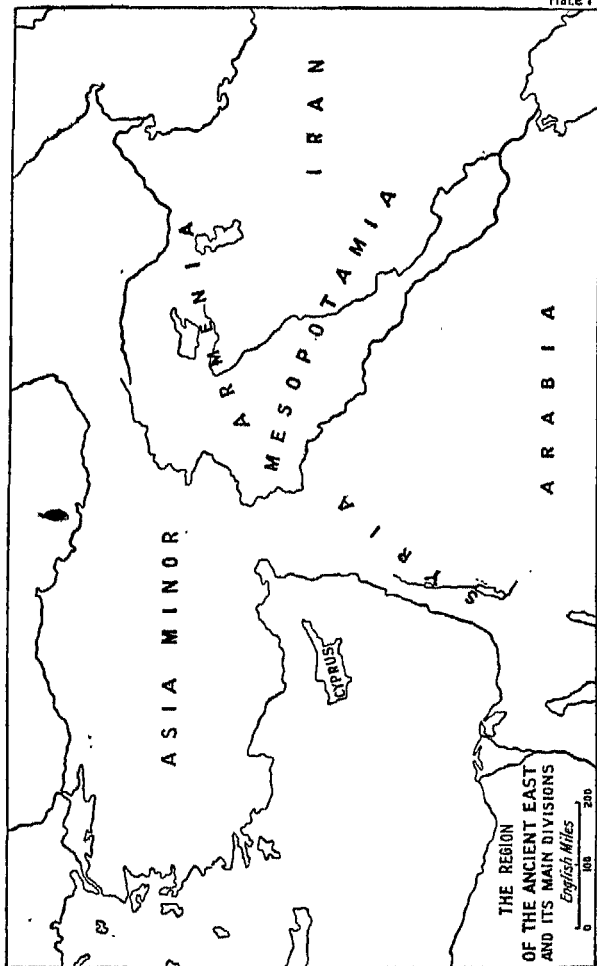 ASIA MINOR
ARMENIA
IRAN
MESOPOTAMIA
SYRIA
CYPRUS
ARABIA
THE REGION
OF THE ANCIENT EAST
AND ITS MAIN DIVISIONS
English Miles
0 100 200